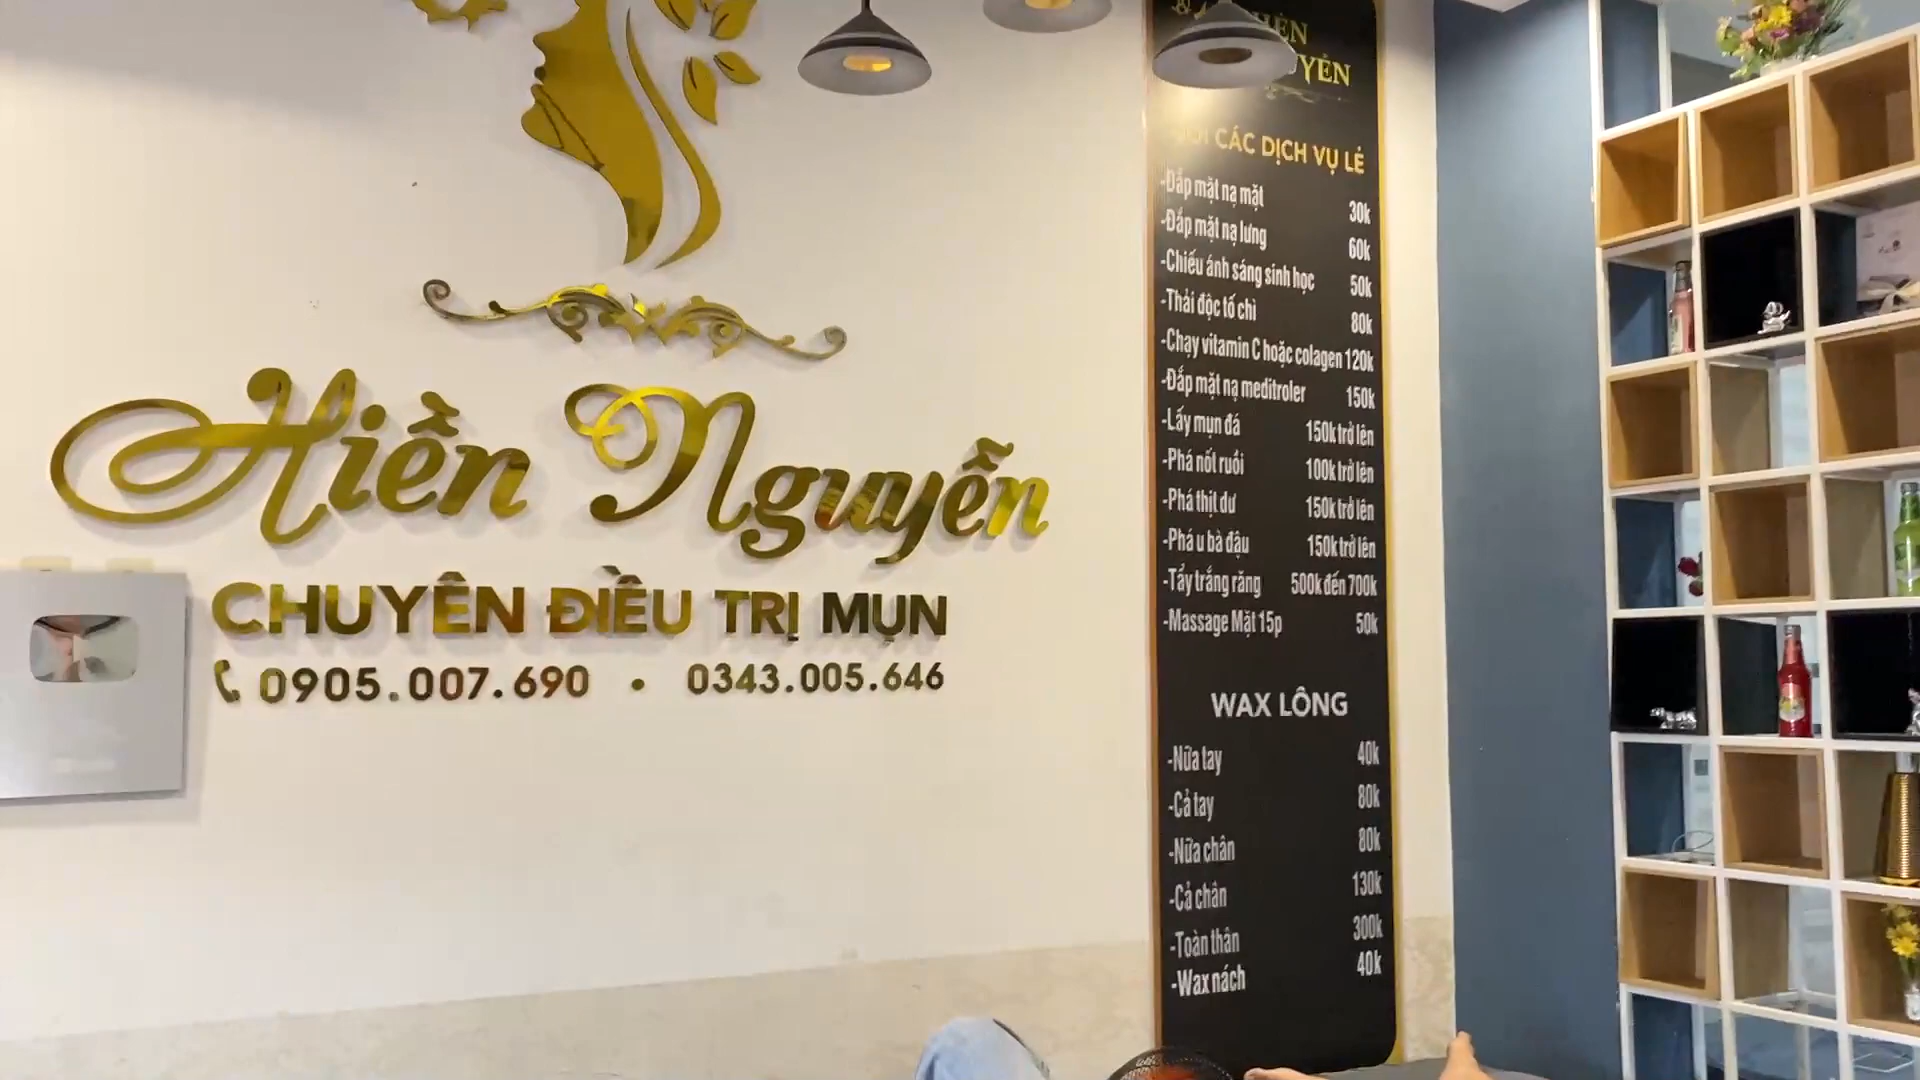 Hiền Nguyễn
CHUYÊN ĐIỀU TRỊ MỤN
0905.007.690 • 0343.005.646
CÁC DỊCH VỤ LẺ
-Đắp mặt nạ mặt 30k
-Đắp mặt nạ lưng 60k
-Chiếu ánh sáng sinh học 50k
-Thải độc tố chì 80k
-Chạy vitamin C hoặc colagen 120k
-Đắp mặt nạ meditroler 150k
-Lấy mụn đá 150k trở lên
-Phá nốt ruồi 100k trở lên
-Phá thịt dư 150k trở lên
-Phá u bà đậu 150k trở lên
-Tẩy trắng răng 500k đến 700k
-Massage Mặt 15p 50k
WAX LÔNG
-Nữa tay 40k
-Cả tay 80k
-Nữa chân 80k
-Cả chân 130k
-Toàn thân 300k
-Wax nách 40k